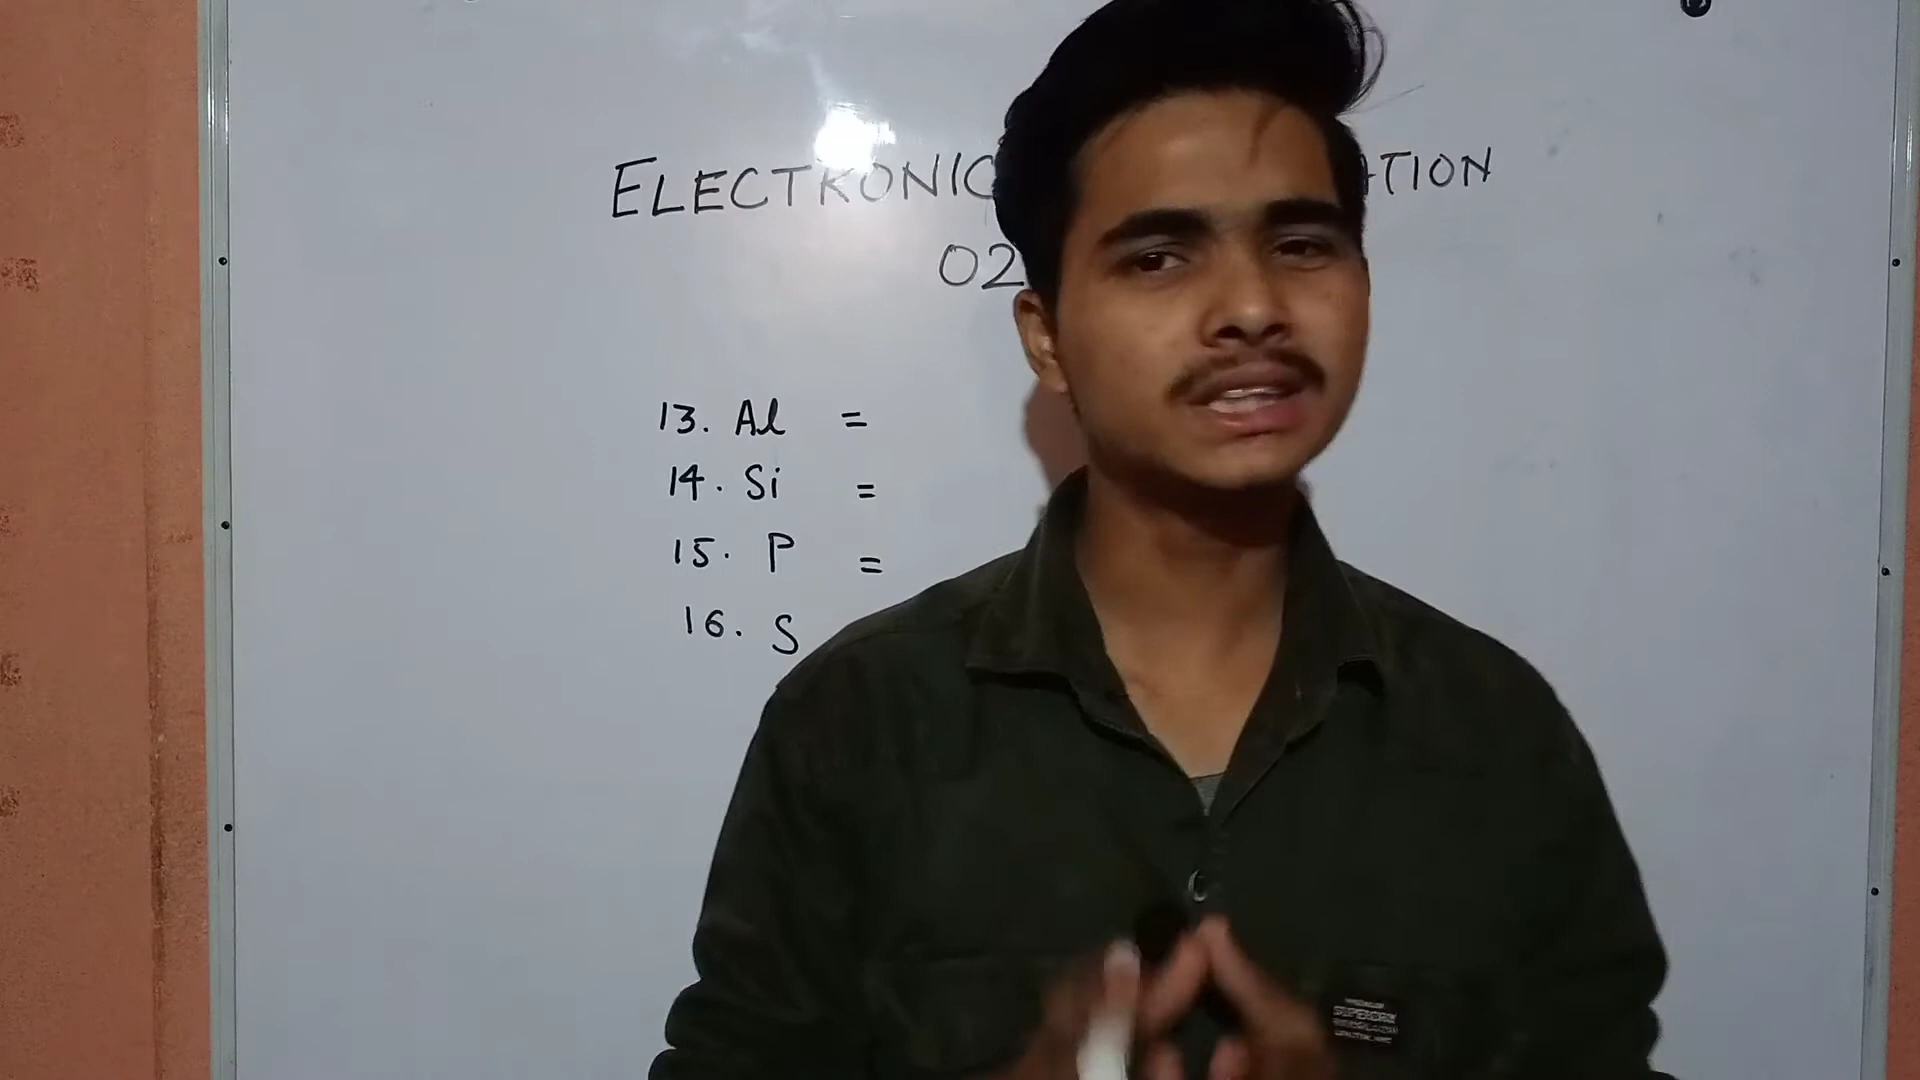 ELECTRONIC ATION
02
13. Al =
14. Si =
15. P =
16. S